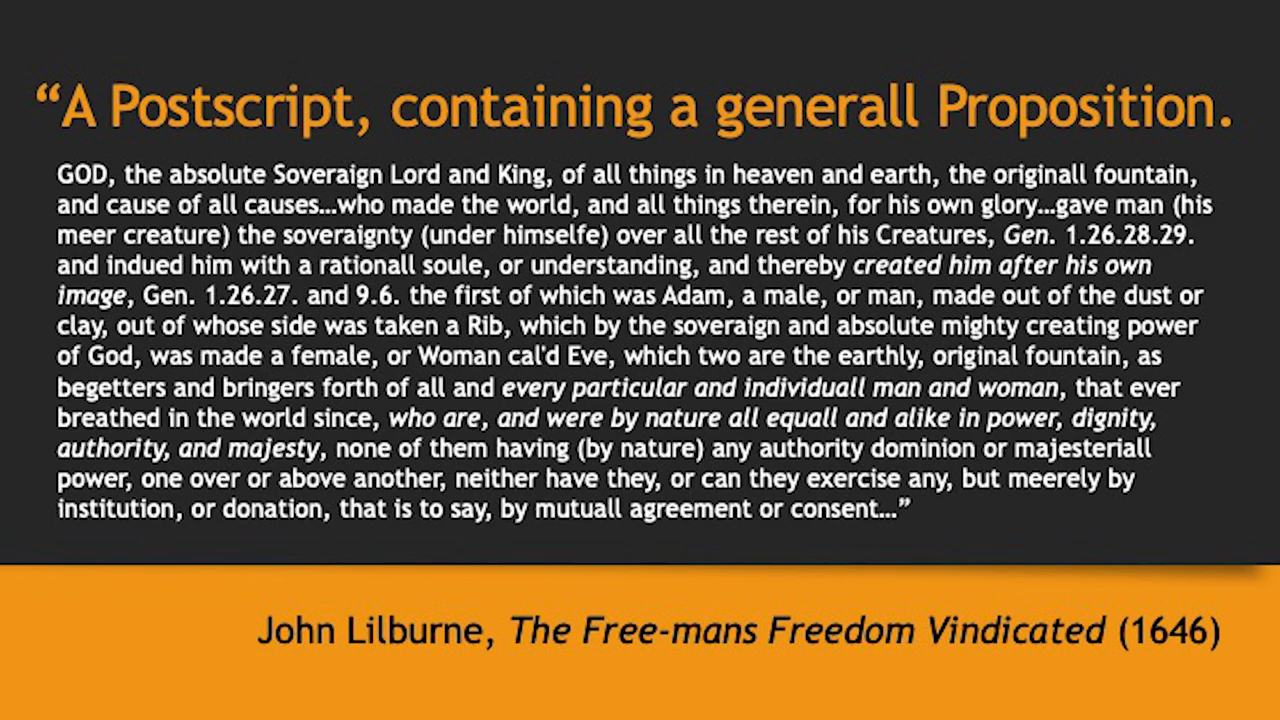 “A Postscript, containing a generall Proposition.
GOD, the absolute Soveraign Lord and King, of all things in heaven and earth, the originall fountain,
and cause of all causes…who made the world, and all things therein, for his own glory…gave man (his
meer creature) the soveraignty (under himselfe) over all the rest of his Creatures, Gen. 1.26.28.29.
and indued him with a rationall soule, or understanding, and thereby created him after his own
image, Gen. 1.26.27. and 9.6. the first of which was Adam, a male, or man, made out of the dust or
clay, out of whose side was taken a Rib, which by the soveraign and absolute mighty creating power
of God, was made a female, or Woman cal'd Eve, which two are the earthly, original fountain, as
begetters and bringers forth of all and every particular and individuall man and woman, that ever
breathed in the world since, who are, and were by nature all equall and alike in power, dignity,
authority, and majesty, none of them having (by nature) any authority dominion or majesteriall
power, one over or above another, neither have they, or can they exercise any, but meerely by
institution, or donation, that is to say, by mutuall agreement or consent…”
John Lilburne, The Free-mans Freedom Vindicated (1646)